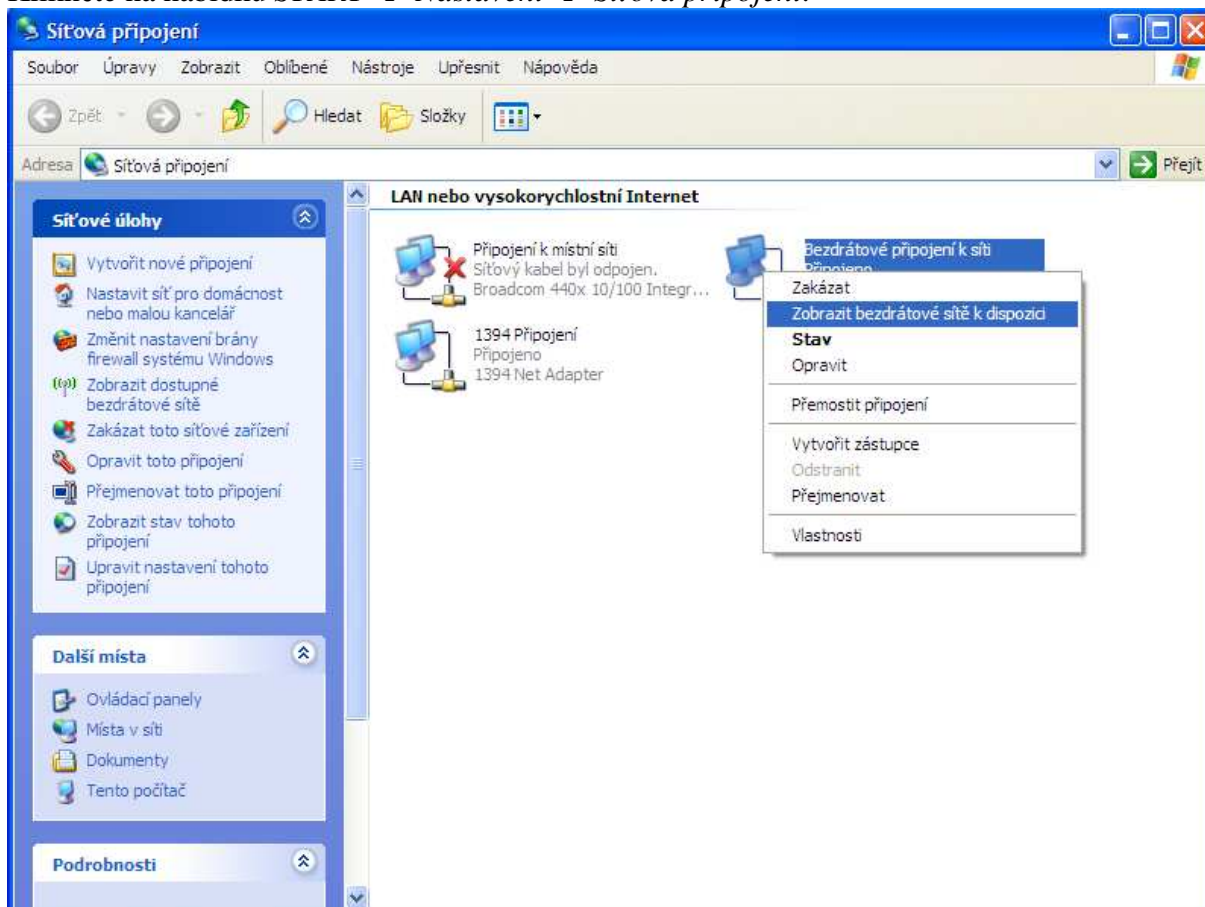 Síťová připojení
Soubor Úpravy Zobrazit Oblíbené Nástroje Upřesnit Nápověda
Zpět Hledat Složky
Adresa Síťová připojení Přejít
Síťové úlohy
Vytvořit nové připojení
Nastavit síť pro domácnost
nebo malou kancelář
Změnit nastavení brány
firewall systému Windows
Zobrazit dostupné
bezdrátové sítě
Zakázat toto síťové zařízení
Opravit toto připojení
Přejmenovat toto připojení
Zobrazit stav tohoto
připojení
Upravit nastavení tohoto
připojení
Další místa
Ovládací panely
Místa v síti
Dokumenty
Tento počítač
Podrobnosti
LAN nebo vysokorychlostní Internet
Připojení k místní síti
Síťový kabel byl odpojen.
Broadcom 440x 10/100 Integr...
Bezdrátové připojení k síti
Připojeno
1394 Připojení
Připojeno
1394 Net Adapter
Zakázat
Zobrazit bezdrátové sítě k dispozici
Stav
Opravit
Přemostit připojení
Vytvořit zástupce
Odstranit
Přejmenovat
Vlastnosti